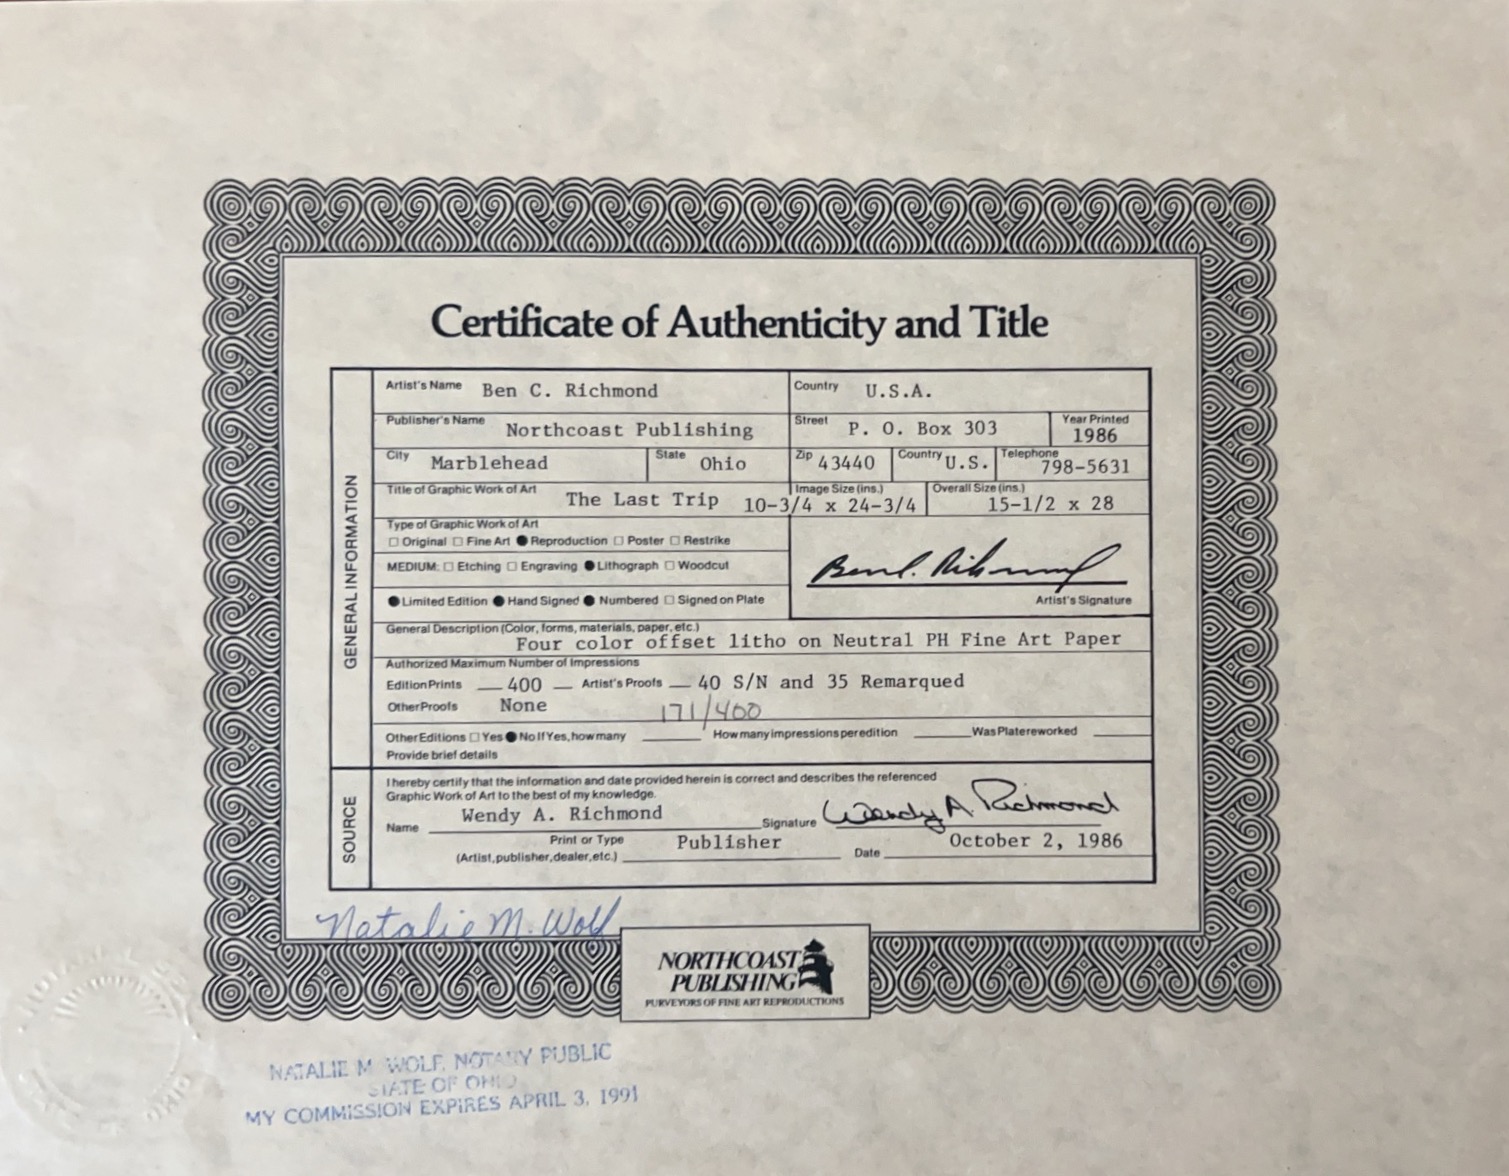 Certificate of Authenticity and Title
GENERAL INFORMATION
Artist's Name Ben C. Richmond Country U.S.A.
Publisher's Name Northcoast Publishing Street P. O. Box 303 Year Printed 1986
City Marblehead State Ohio Zip 43440 Country U.S. Telephone 798-5631
Title of Graphic Work of Art The Last Trip Image Size (ins.) 10-3/4 x 24-3/4 Overall Size (ins.) 15-1/2 x 28
Type of Graphic Work of Art
□ Original □ Fine Art ● Reproduction □ Poster □ Restrike
MEDIUM: □ Etching □ Engraving ● Lithograph □ Woodcut
● Limited Edition ● Hand Signed ● Numbered □ Signed on Plate
Ben C. Richmond
Artist's Signature
General Description (Color, forms, materials, paper, etc.)
Four color offset litho on Neutral PH Fine Art Paper
Authorized Maximum Number of Impressions
Edition Prints 400 Artist's Proofs 40 S/N and 35 Remarqued
Other Proofs None 171/400
Other Editions □ Yes ● No If Yes, how many How many impressions per edition Was Plate reworked
Provide brief details
SOURCE
I hereby certify that the information and date provided herein is correct and describes the referenced
Graphic Work of Art to the best of my knowledge.
Name Wendy A. Richmond Signature Wendy A Richmond
Print or Type
(Artist, publisher, dealer, etc.) Publisher Date October 2, 1986
Natalie M. Wolf
NORTHCOAST
PUBLISHING
PURVEYORS OF FINE ART REPRODUCTIONS
NATALIE M. WOLF, NOTARY PUBLIC
STATE OF OHIO
MY COMMISSION EXPIRES APRIL 3, 1991